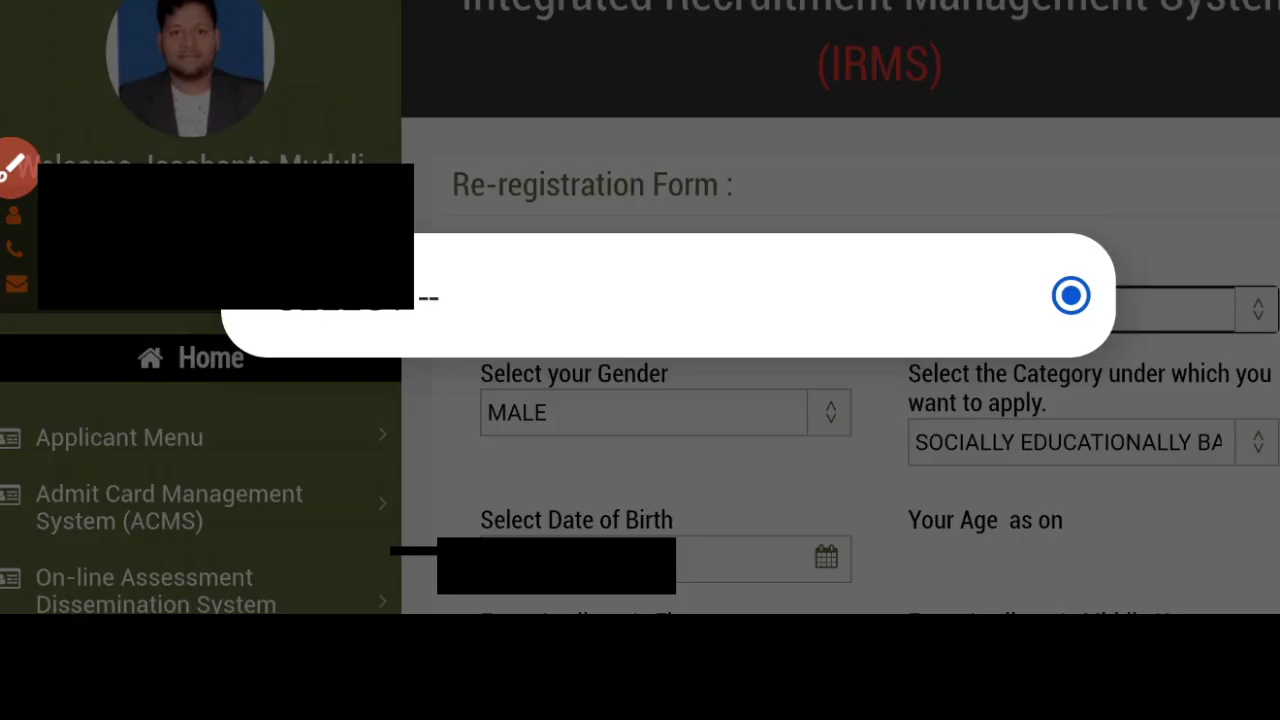 Integrated Recruitment Management System
(IRMS)
Re-registration Form :
--
Home
Select your Gender
MALE
Select the Category under which you
want to apply.
SOCIALLY EDUCATIONALLY BA
Applicant Menu
Admit Card Management
System (ACMS)
Select Date of Birth
Your Age as on
On-line Assessment
Dissemination System